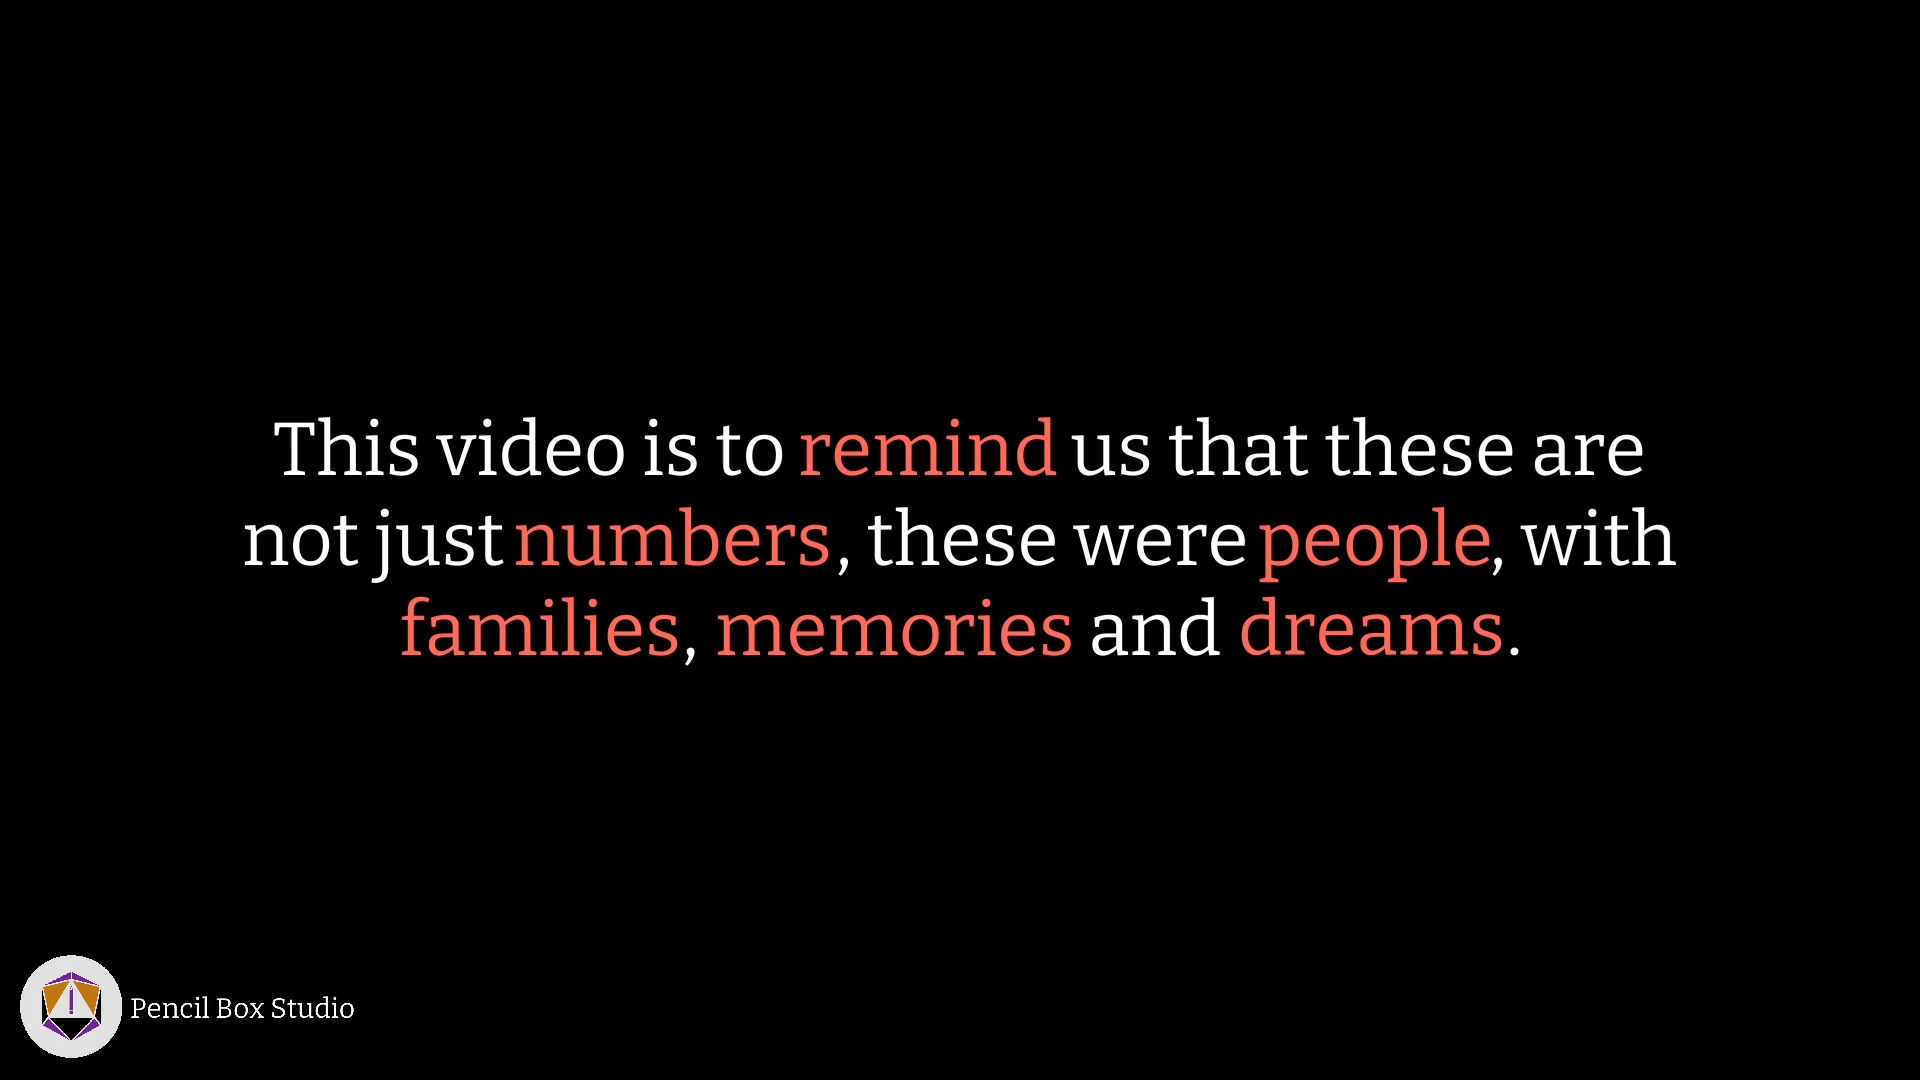 This video is to remind us that these are
not just numbers, these were people, with
families, memories and dreams.
Pencil Box Studio